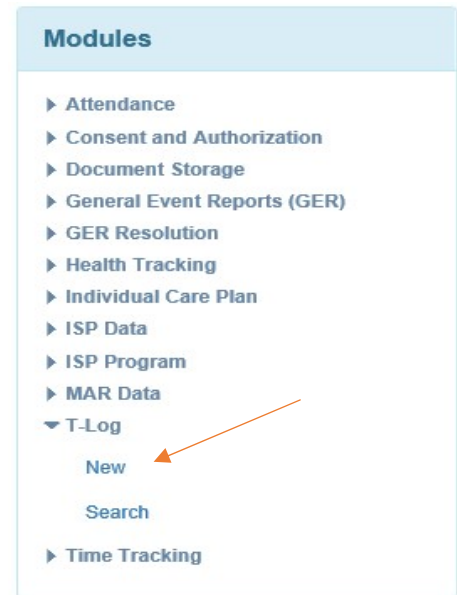 Modules
Attendance
Consent and Authorization
Document Storage
General Event Reports (GER)
GER Resolution
Health Tracking
Individual Care Plan
ISP Data
ISP Program
MAR Data
T-Log
New
Search
Time Tracking